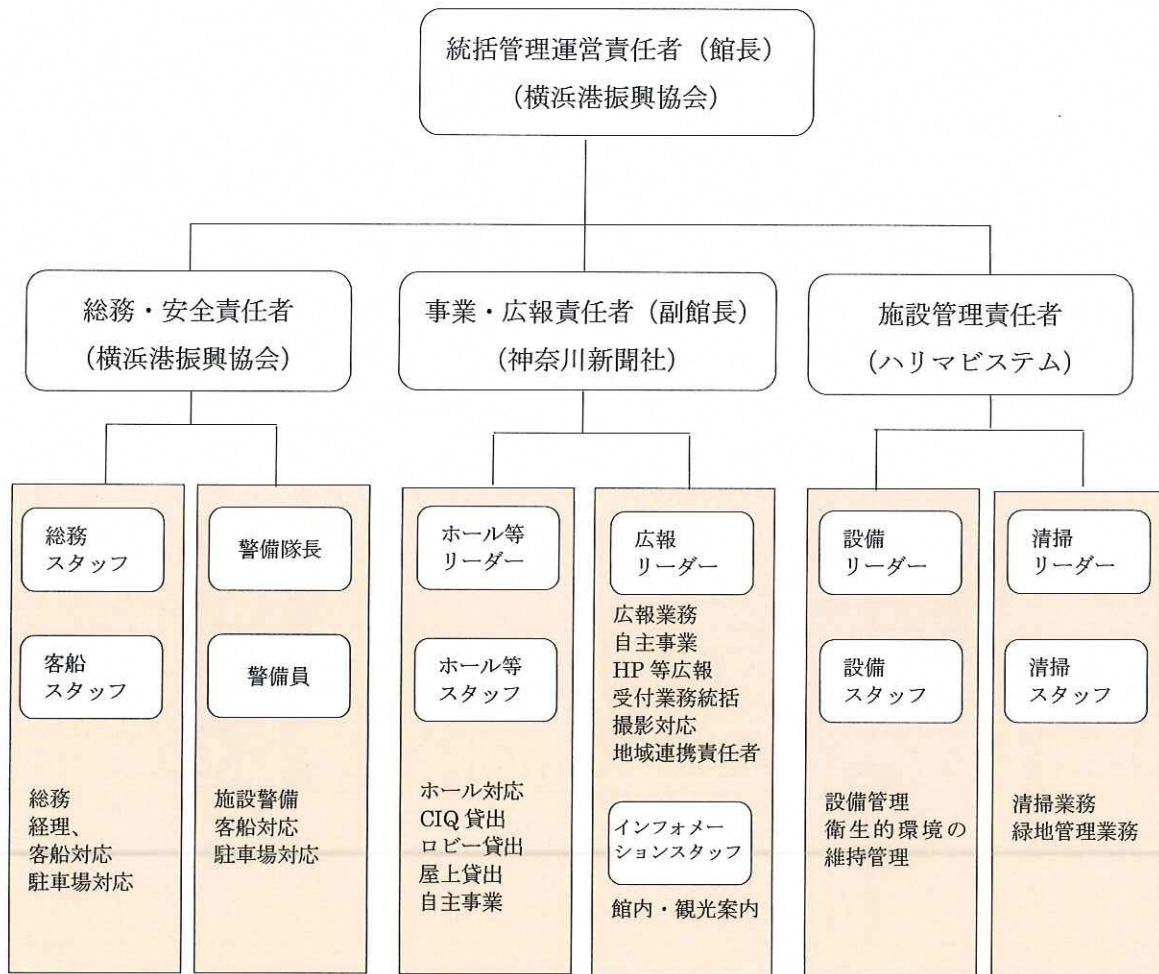 統括管理運営責任者（館長）
（横浜港振興協会）
総務・安全責任者
（横浜港振興協会）
事業・広報責任者（副館長）
（神奈川新聞社）
施設管理責任者
（ハリマビステム）
総務
スタッフ
客船
スタッフ
総務
経理、
客船対応
駐車場対応
警備隊長
警備員
施設警備
客船対応
駐車場対応
ホール等
リーダー
ホール等
スタッフ
ホール対応
CIQ 貸出
ロビー貸出
屋上貸出
自主事業
広報
リーダー
広報業務
自主事業
HP 等広報
受付業務統括
撮影対応
地域連携責任者
インフォメー
ションスタッフ
館内・観光案内
設備
リーダー
設備
スタッフ
設備管理
衛生的環境の
維持管理
清掃
リーダー
清掃
スタッフ
清掃業務
緑地管理業務